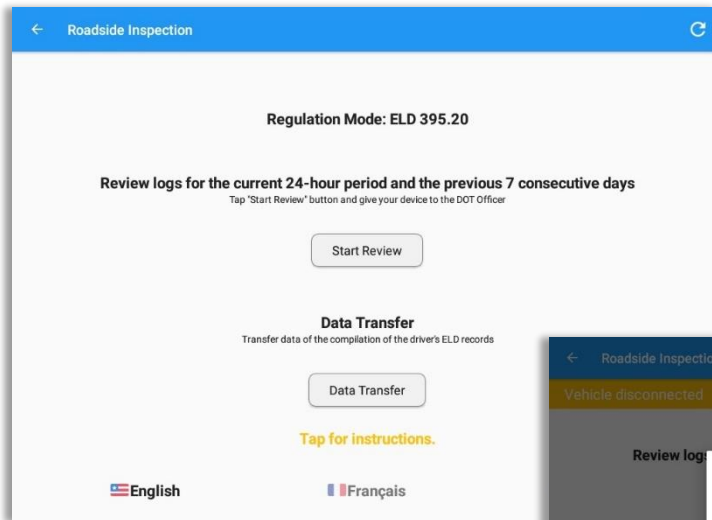 Roadside Inspection
Regulation Mode: ELD 395.20
Review logs for the current 24-hour period and the previous 7 consecutive days
Tap "Start Review" button and give your device to the DOT Officer
Start Review
Data Transfer
Transfer data of the compilation of the driver's ELD records
Data Transfer
Tap for instructions.
English
Français
Roadside Inspectio
Vehicle disconnected
Review logs